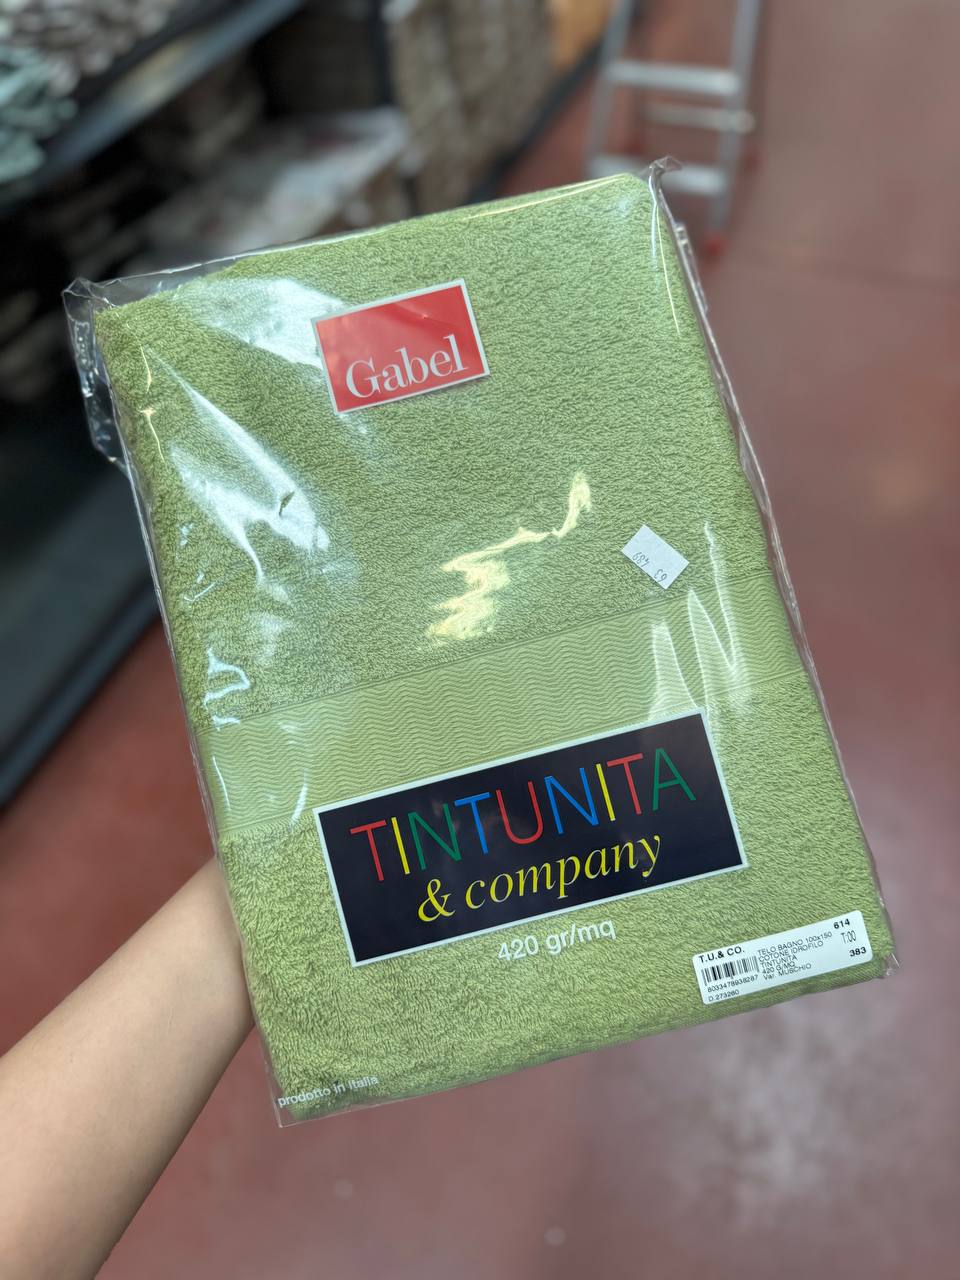 Gabel
TINTUNITA
& company
420 gr/mq
T.U.& CO.
TELO BAGNO 100x150
COTONE IDROFILO
TINTUNITA
420 G/MQ
Var. MUSCHIO
614
T:00
383
8033478938287
D.273260
prodotto in Italia